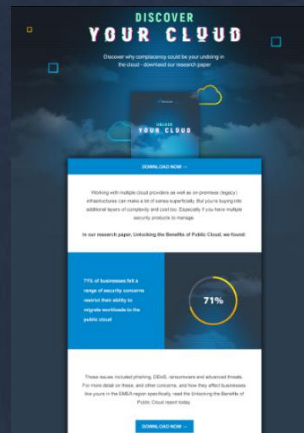 DISCOVER
YOUR CLOUD
Discover why complacency could be your undoing in
the cloud - download our research paper
UNLOCK
YOUR CLOUD
DOWNLOAD NOW →
Working with multiple cloud providers as well as on-premises (legacy)
infrastructures can make a lot of sense superficially. But you're buying into
additional layers of complexity and cost too. Especially if you have multiple
security products to manage.
In our research paper, Unlocking the Benefits of Public Cloud, we found:
71% of businesses felt a
range of security concerns
restrict their ability to
migrate workloads to the
public cloud
71%
These issues included phishing, DDoS, ransomware and advanced threats.
For more detail on these, and other concerns, and how they affect businesses
like yours in the EMEA region specifically, read the Unlocking the Benefits of
Public Cloud report today.
DOWNLOAD NOW →